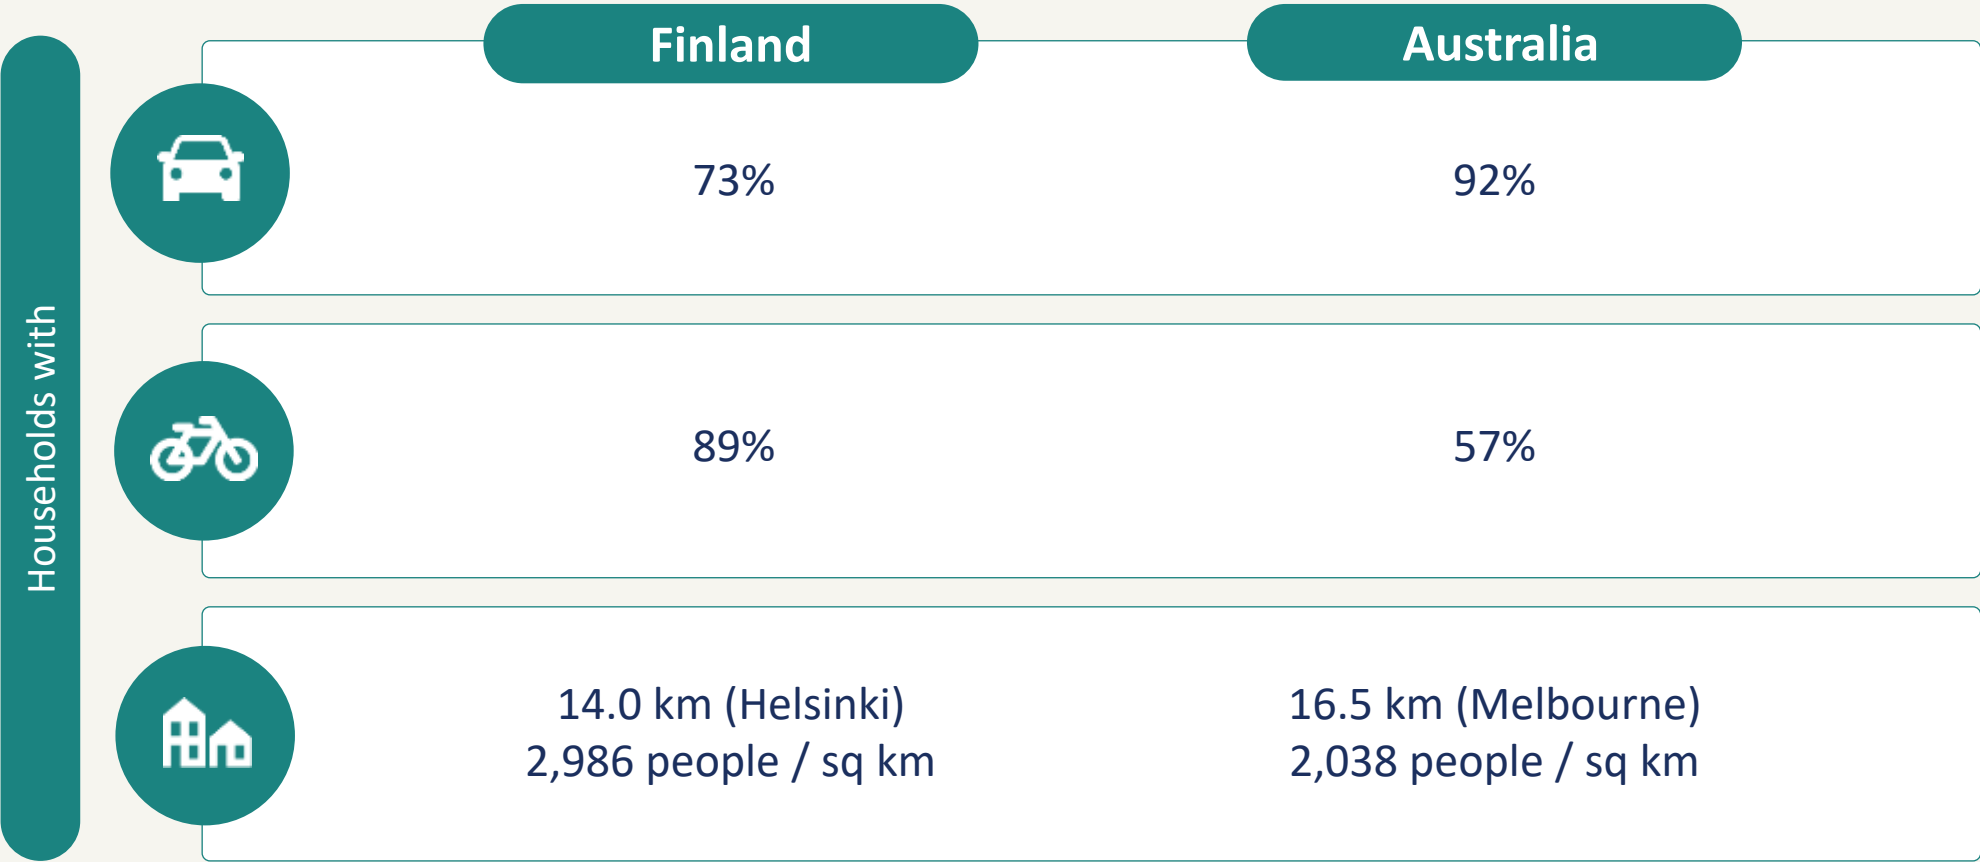 Finland
Australia
Households with
73%
92%
89%
57%
14.0 km (Helsinki)
2,986 people / sq km
16.5 km (Melbourne)
2,038 people / sq km